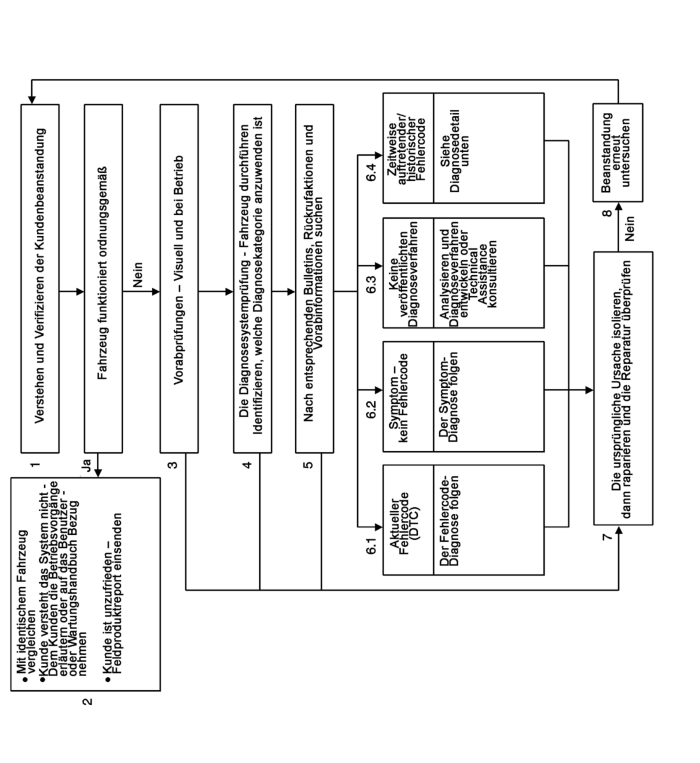 1
Verstehen und Verifizieren der Kundenbeanstandung
Fahrzeug funktioniert ordnungsgemäß
Ja
Nein
2
• Mit identischem Fahrzeug
vergleichen
• Kunde versteht das System nicht -
Dem Kunden die Betriebsvorgänge
erläutern oder auf das Benutzer -
oder Wartungshandbuch Bezug
nehmen
• Kunde ist unzufrieden –
Feldproduktreport einsenden
3
Vorabprüfungen – Visuell und bei Betrieb
4
Die Diagnosesystemprüfung - Fahrzeug durchführen
Identifizieren, welche Diagnosekategorie anzuwenden ist
5
Nach entsprechenden Bulletins, Rückrufaktionen und
Vorabinformationen suchen
6.1
Aktueller
Fehlercode
(DTC)
Der Fehlercode-
Diagnose folgen
6.2
Symptom –
kein Fehlercode
Der Symptom-
Diagnose folgen
6.3
Keine
veröffentlichten
Diagnoseverfahren
Analysieren und
Diagnoseverfahren
entwickeln oder
Technical
Assistance
konsultieren
6.4
Zeitweise
auftretender/
historischer
Fehlercode
Siehe
Diagnosedetail
unten
7
Die ursprüngliche Ursache isolieren,
dann raparieren und die Reparatur überprüfen
Nein
8
Beanstandung
erneut
untersuchen